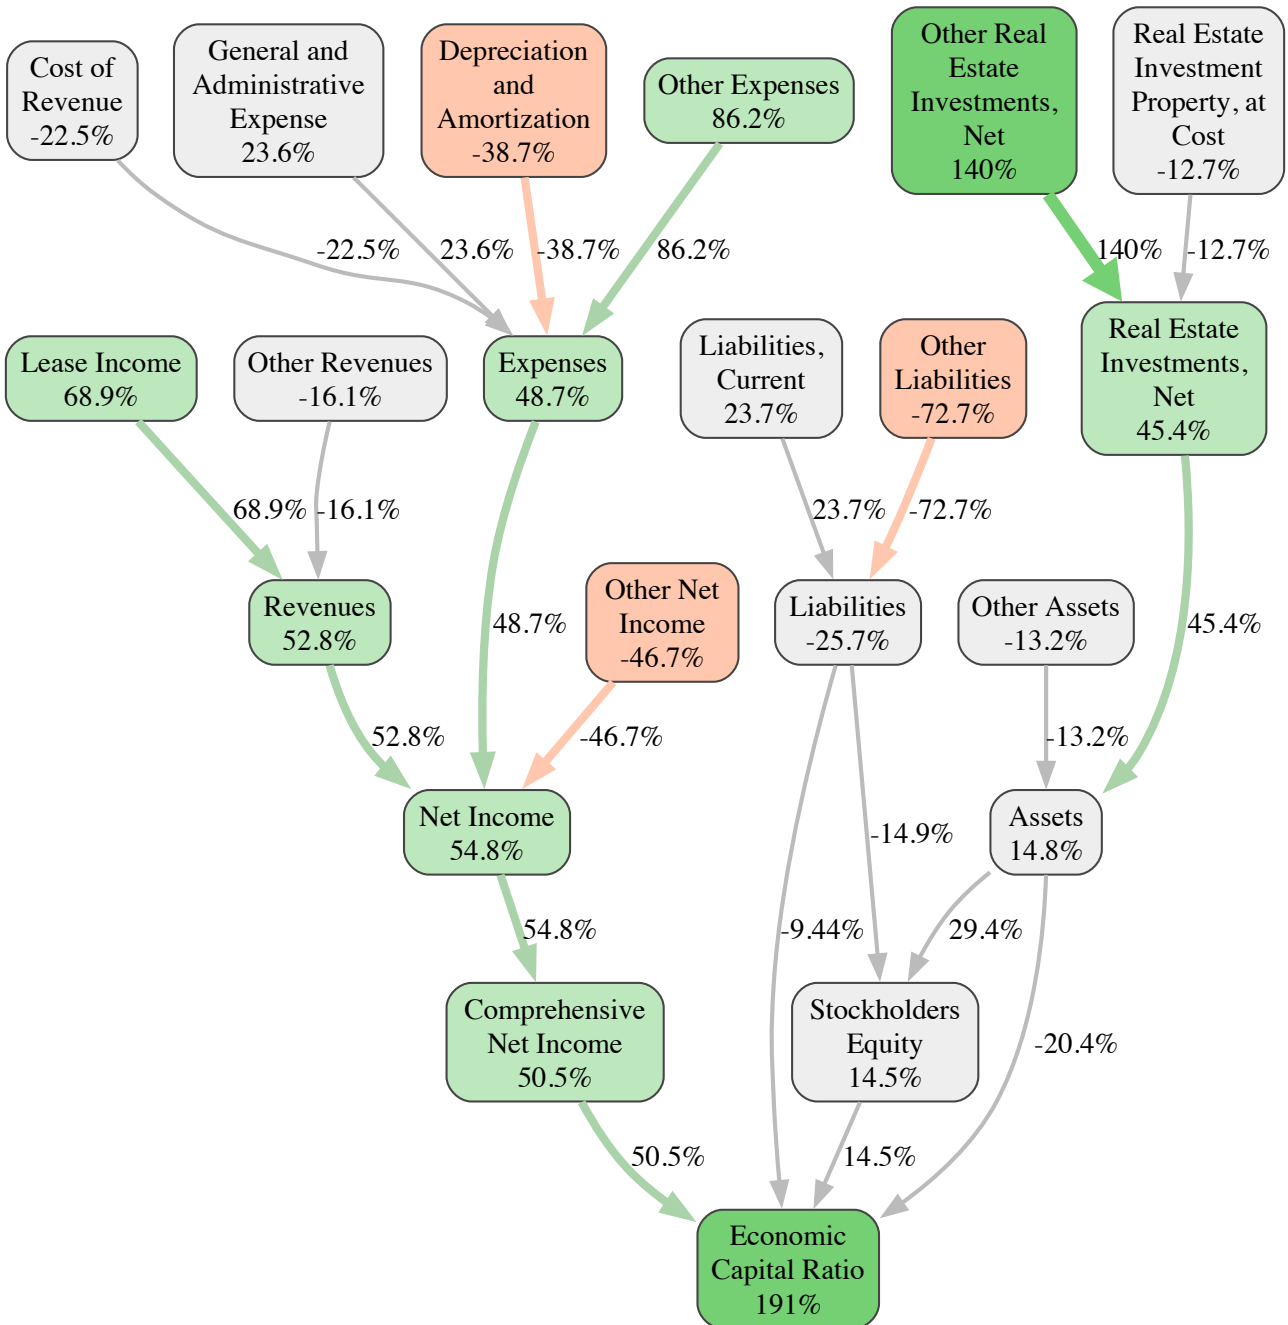 Cost of
Revenue
-22.5%
General and
Administrative
Expense
23.6%
Depreciation
and
Amortization
-38.7%
Other Expenses
86.2%
Other Real
Estate
Investments,
Net
140%
Real Estate
Investment
Property, at
Cost
-12.7%
-22.5%
23.6%
-38.7%
86.2%
140%
-12.7%
Lease Income
68.9%
Other Revenues
-16.1%
Expenses
48.7%
Liabilities,
Current
23.7%
Other
Liabilities
-72.7%
Real Estate
Investments,
Net
45.4%
68.9%
-16.1%
23.7%
-72.7%
Revenues
52.8%
48.7%
Other Net
Income
-46.7%
Liabilities
-25.7%
Other Assets
-13.2%
45.4%
52.8%
-46.7%
-13.2%
Net Income
54.8%
-14.9%
Assets
14.8%
54.8%
-9.44%
29.4%
Comprehensive
Net Income
50.5%
Stockholders
Equity
14.5%
-20.4%
50.5%
14.5%
Economic
Capital Ratio
191%